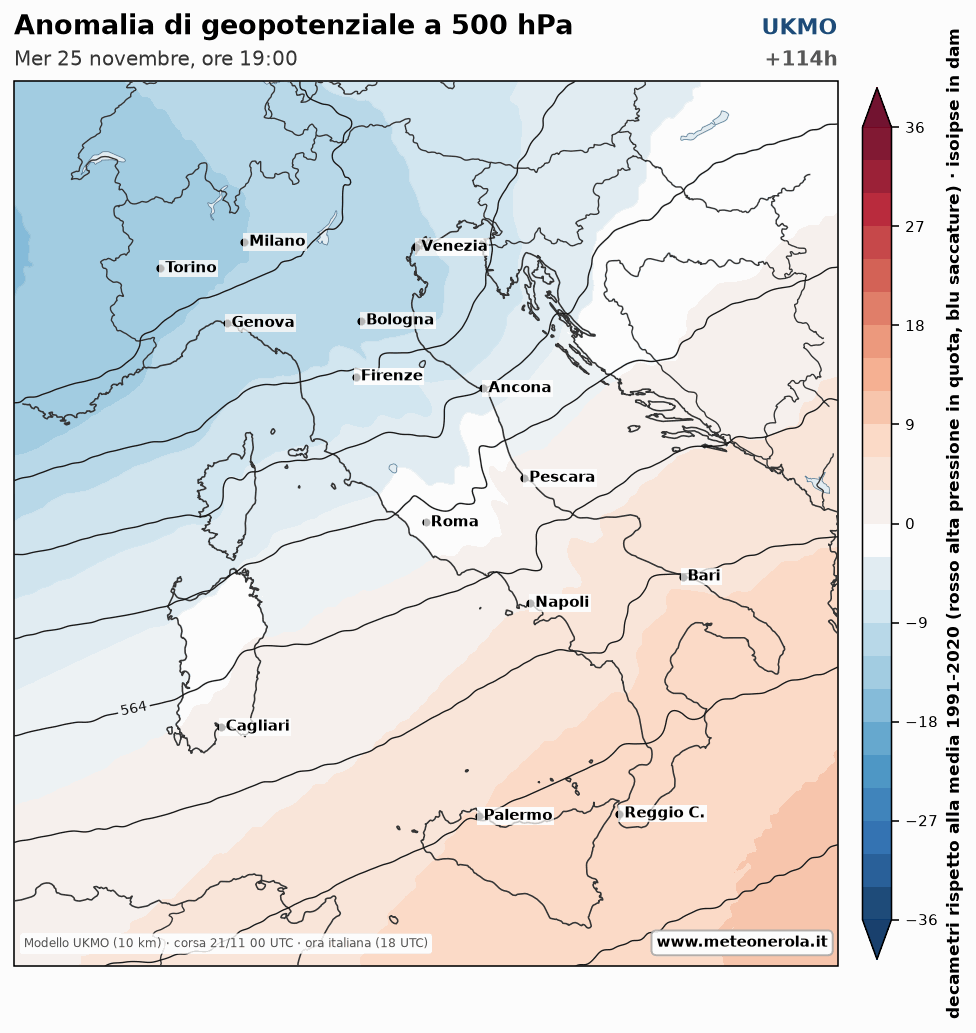 Anomalia di geopotenziale a 500 hPa
UKMO
Mer 25 novembre, ore 19:00
+114h
Milano
Torino
Venezia
Genova
Bologna
Firenze
Ancona
Pescara
Roma
Bari
Napoli
564
Cagliari
Palermo
Reggio C.
Modello UKMO (10 km) · corsa 21/11 00 UTC · ora italiana (18 UTC)
www.meteonerola.it
36
27
18
9
0
−9
−18
−27
−36
decametri rispetto alla media 1991-2020 (rosso alta pressione in quota, blu saccature) · isoipse in dam